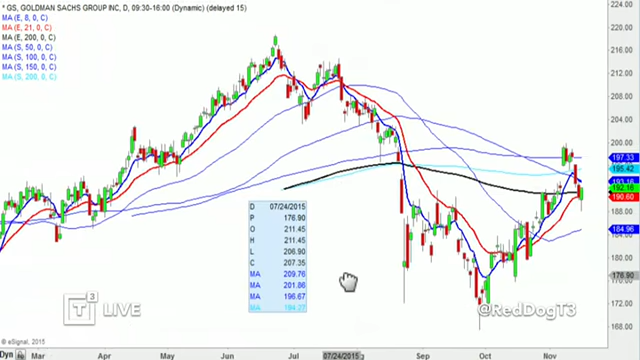 * GS, GOLDMAN SACHS GROUP INC, D, 09:30-16:00 (Dynamic) (delayed 15)
MA (E, 8, 0, C)
MA (E, 21, 0, C)
MA (E, 200, 0, C)
MA (S, 50, 0, C)
MA (S, 100, 0, C)
MA (S, 150, 0, C)
MA (S, 200, 0, C)
224.00
220.00
216.00
212.00
208.00
204.00
200.00
197.33
195.42
192.16
190.60
188.00
184.96
180.00
176.90
172.00
168.00
D 07/24/2015
P 176.90
O 211.45
H 211.45
L 206.90
C 207.35
MA 209.76
MA 201.86
MA 196.67
MA 194.27
T3 LIVE
@RedDogT3
© eSignal, 2015
Dyn Mar Apr May Jun Jul 07/24/2015 Sep Oct Nov